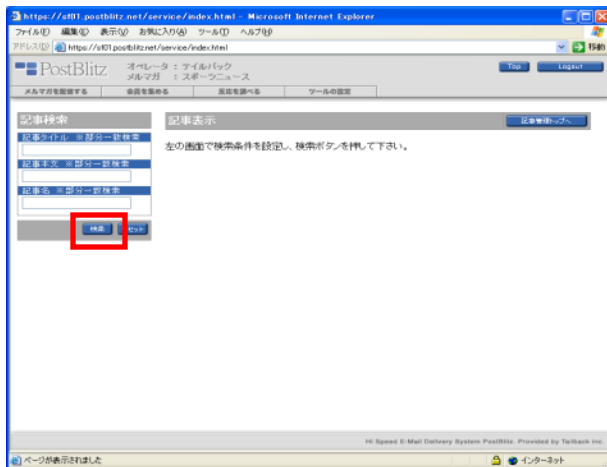 https://sf01.postblitz.net/service/index.html - Microsoft Internet Explorer
ファイル(F) 編集(E) 表示(V) お気に入り(A) ツール(T) ヘルプ(H)
アドレス(D) https://sf01.postblitz.net/service/index.html 移動
PostBlitz オペレータ : テイルバック Top Logout
メルマガ : スポーツニュース
メルマガを配信する 会員を集める 反応を調べる ツールの設定
記事検索 記事表示 記事管理トップへ
記事タイトル ※部分一致検索
左の画面で検索条件を設定し、検索ボタンを押して下さい。
記事本文 ※部分一致検索
記事名 ※部分一致検索
検索 セット
Hi Speed E-Mail Delivery System PostBlitz. Provided by Tailback inc.
ページが表示されました インターネット